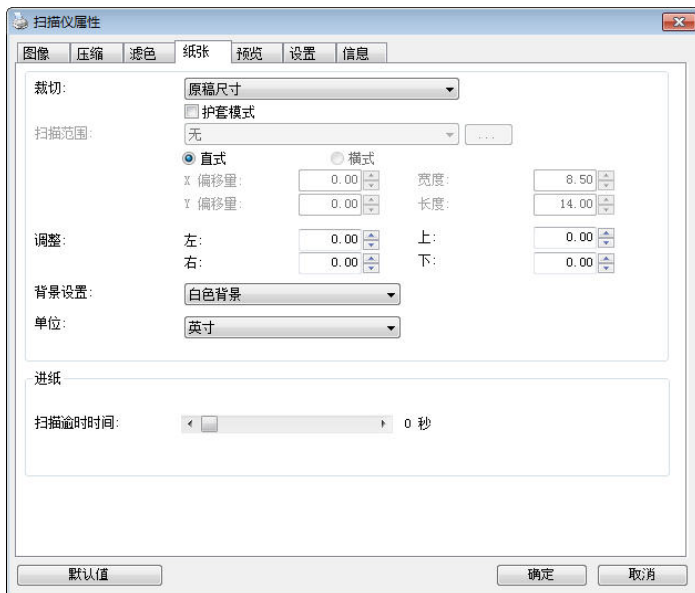 扫描仪属性
图像 压缩 滤色 纸张 预览 设置 信息
裁切: 原稿尺寸
护套模式
扫描范围: 无 ...
直式 横式
X 偏移量: 0.00 宽度: 8.50
Y 偏移量: 0.00 长度: 14.00
调整: 左: 0.00 上: 0.00
右: 0.00 下: 0.00
背景设置: 白色背景
单位: 英寸
进纸
扫描逾时时间: 0 秒
默认值 确定 取消